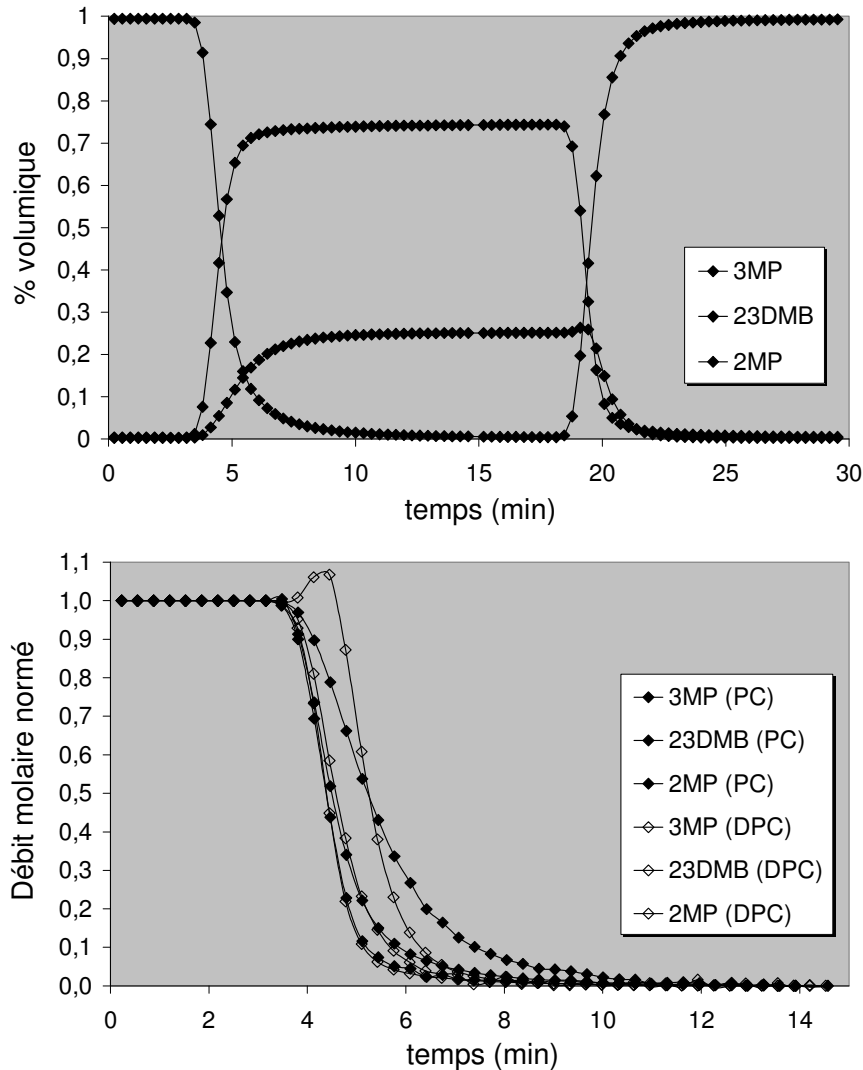 1
0,9
0,8
0,7
0,6
0,5
0,4
0,3
0,2
0,1
0
% volumique
0 5 10 15 20 25 30
temps (min)
3MP
23DMB
2MP
1,1
1,0
0,9
0,8
0,7
0,6
0,5
0,4
0,3
0,2
0,1
0,0
Débit molaire normé
0 2 4 6 8 10 12 14
temps (min)
3MP (PC)
23DMB (PC)
2MP (PC)
3MP (DPC)
23DMB (DPC)
2MP (DPC)